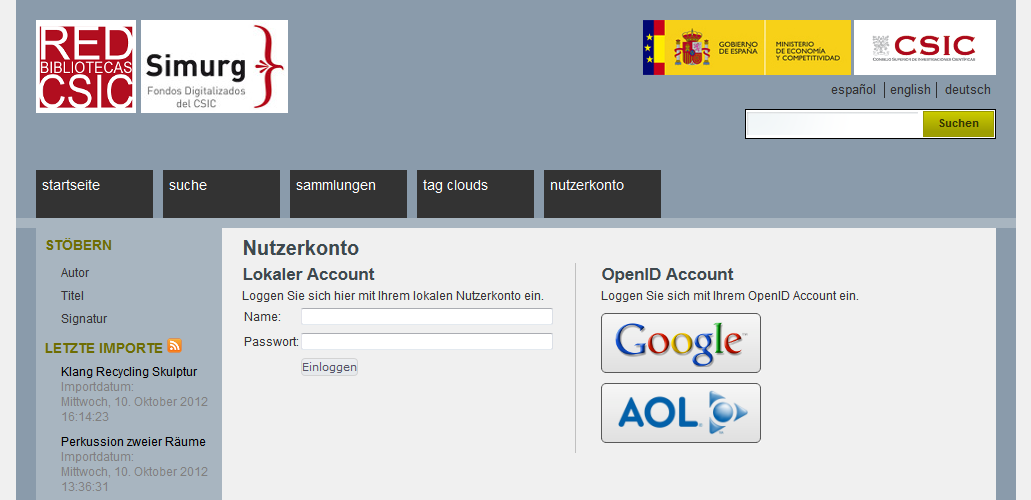 RED
BIBLIOTECAS
CSIC
Simurg
Fondos Digitalizados
del CSIC
GOBIERNO
DE ESPAÑA
MINISTERIO
DE ECONOMÍA
Y COMPETITIVIDAD
CSIC
CONSEJO SUPERIOR DE INVESTIGACIONES CIENTÍFICAS
español | english | deutsch
Suchen
startseite
suche
sammlungen
tag clouds
nutzerkonto
STÖBERN
Autor
Titel
Signatur
LETZTE IMPORTE
Klang Recycling Skulptur
Importdatum:
Mittwoch, 10. Oktober 2012
16:14:23
Perkussion zweier Räume
Importdatum:
Mittwoch, 10. Oktober 2012
13:36:31
Nutzerkonto
Lokaler Account
Loggen Sie sich hier mit Ihrem lokalen Nutzerkonto ein.
Name:
Passwort:
Einloggen
OpenID Account
Loggen Sie sich mit Ihrem OpenID Account ein.
Google™
AOL